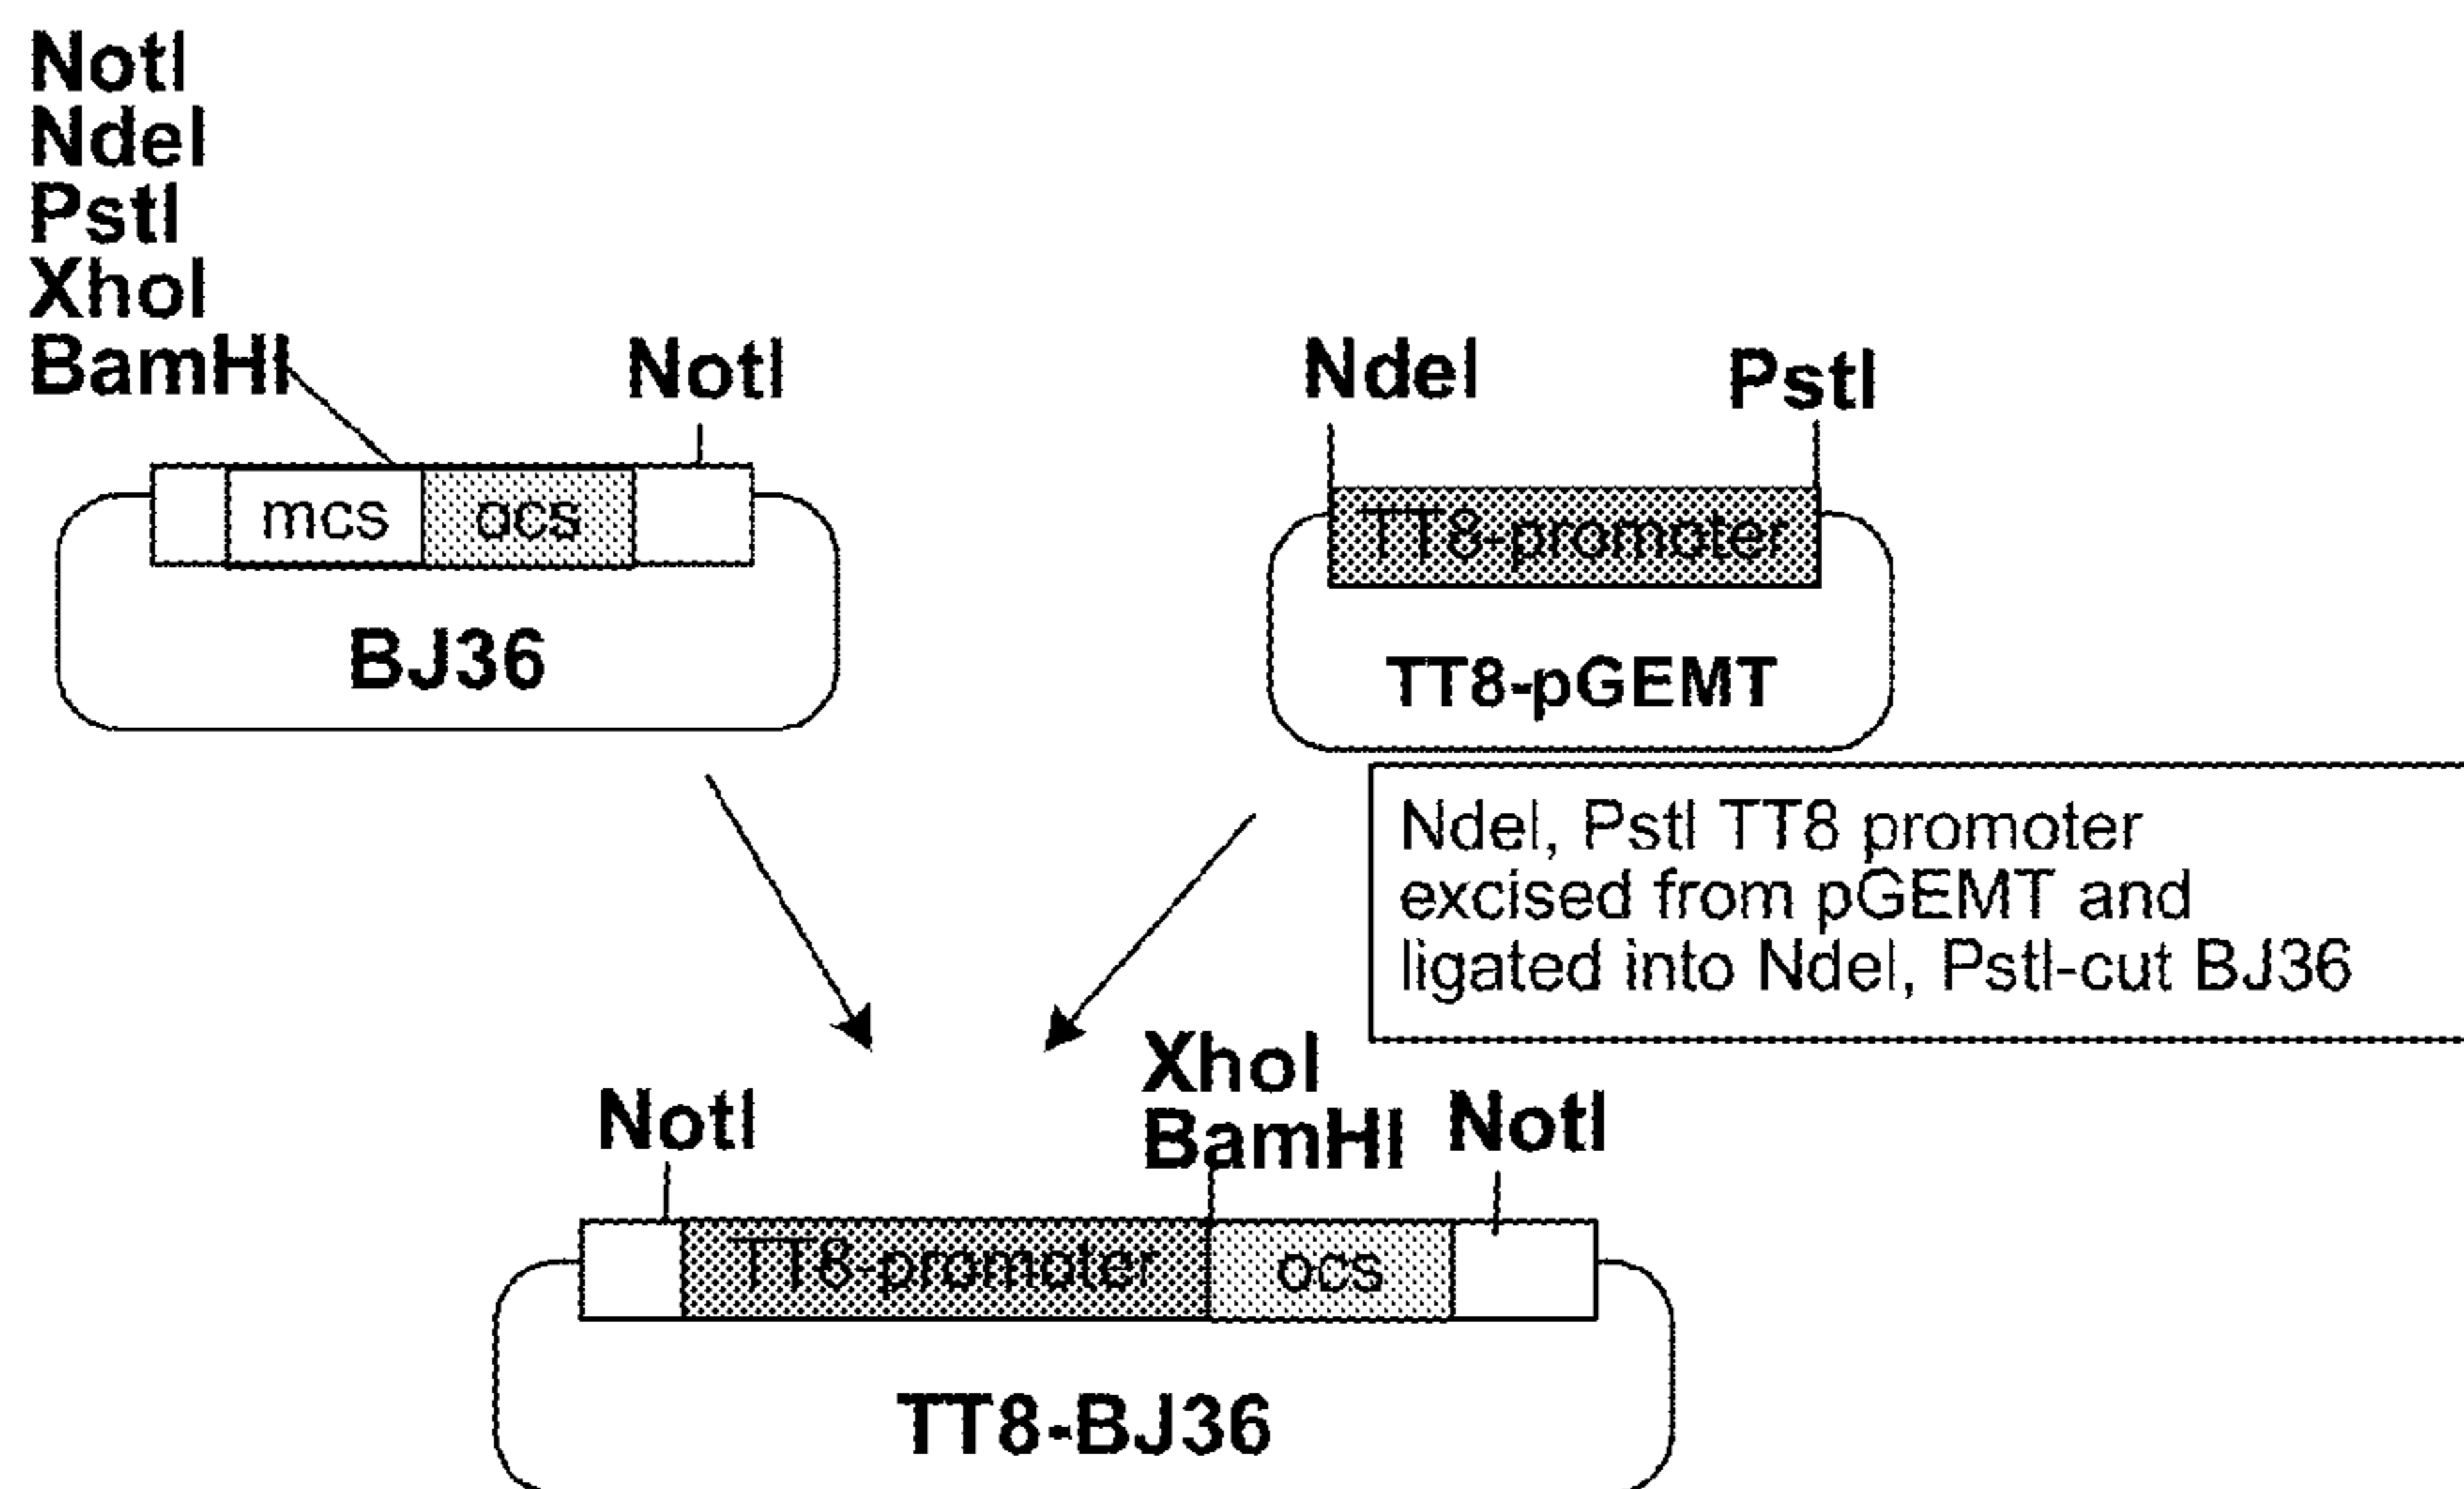 NotI
NdeI
PstI
XhoI
BamHI
NotI
mcs
ocs
BJ36
NdeI
PstI
TT8-promoter
TT8-pGEMT
NdeI, PstI TT8 promoter
excised from pGEMT and
ligated into NdeI, PstI-cut BJ36
NotI
XhoI
BamHI
NotI
TT8-promoter
ocs
TT8-BJ36